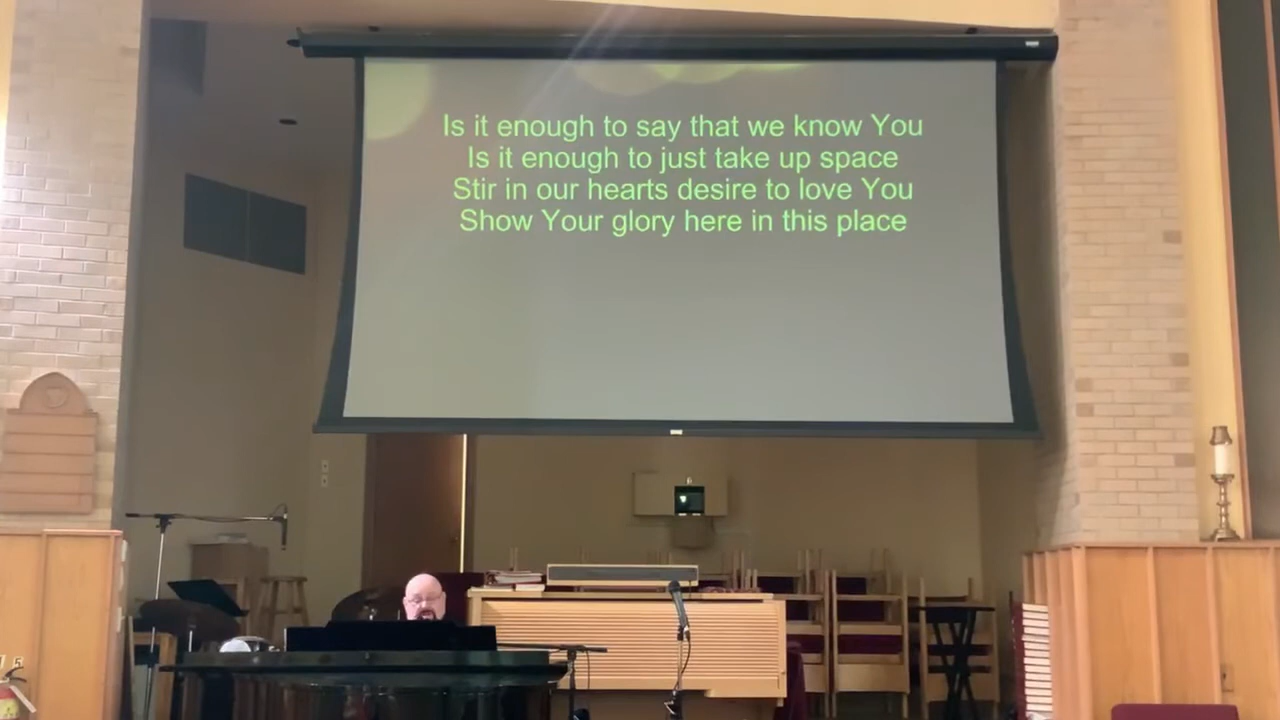 Is it enough to say that we know You
Is it enough to just take up space
Stir in our hearts desire to love You
Show Your glory here in this place